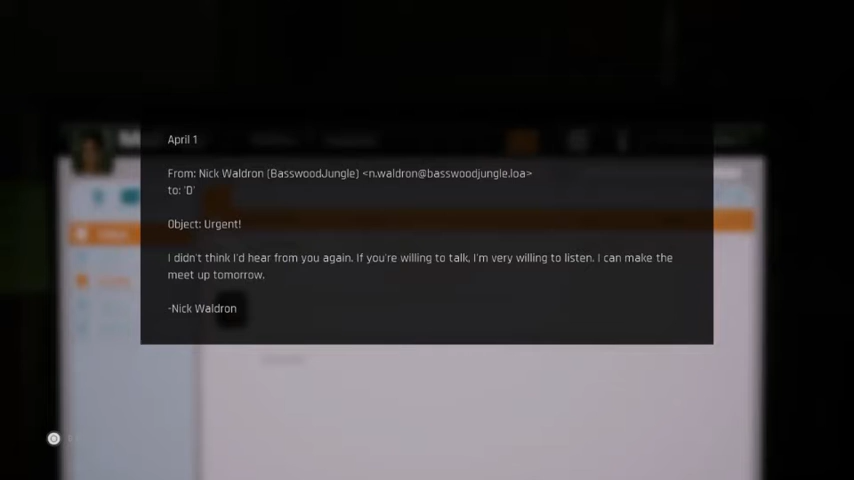 April 1
From: Nick Waldron (BasswoodJungle) <n.waldron@basswoodjungle.loa>
to: 'D'
Object: Urgent!
I didn't think I'd hear from you again. If you're willing to talk, I'm very willing to listen. I can make the
meet up tomorrow.
-Nick Waldron